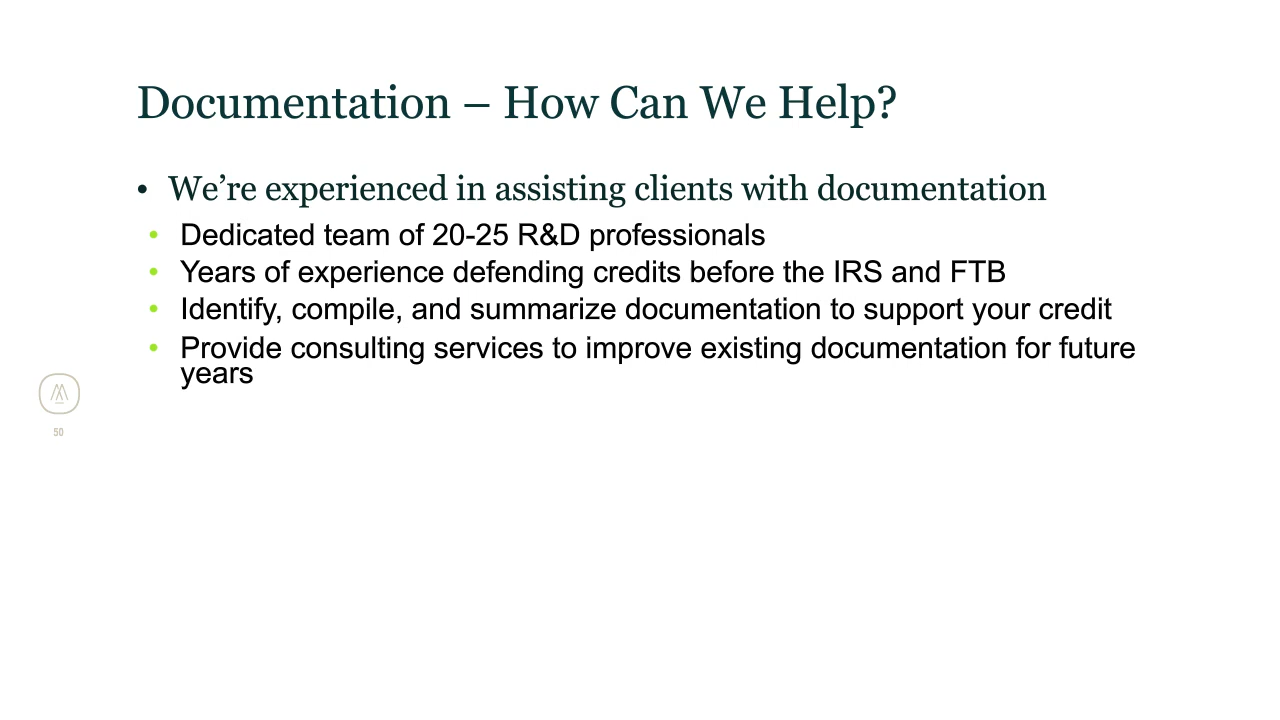 Documentation – How Can We Help?
• We’re experienced in assisting clients with documentation
• Dedicated team of 20-25 R&D professionals
• Years of experience defending credits before the IRS and FTB
• Identify, compile, and summarize documentation to support your credit
• Provide consulting services to improve existing documentation for future
years
50